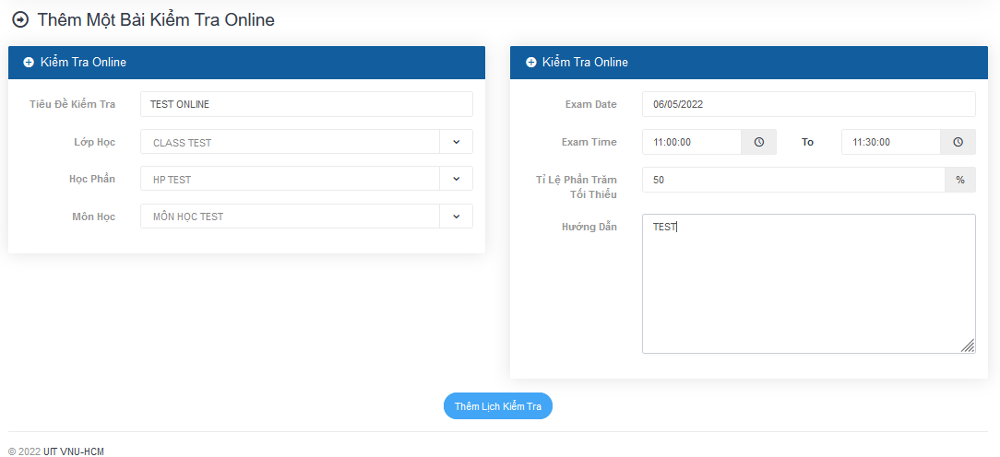 Thêm Một Bài Kiểm Tra Online
Kiểm Tra Online
Tiêu Đề Kiểm Tra TEST ONLINE
Lớp Học CLASS TEST
Học Phần HP TEST
Môn Học MÔN HỌC TEST
Kiểm Tra Online
Exam Date 06/05/2022
Exam Time 11:00:00 To 11:30:00
Tỉ Lệ Phần Trăm
Tối Thiểu
50 %
Hướng Dẫn TEST
Thêm Lịch Kiểm Tra
© 2022 UIT VNU-HCM